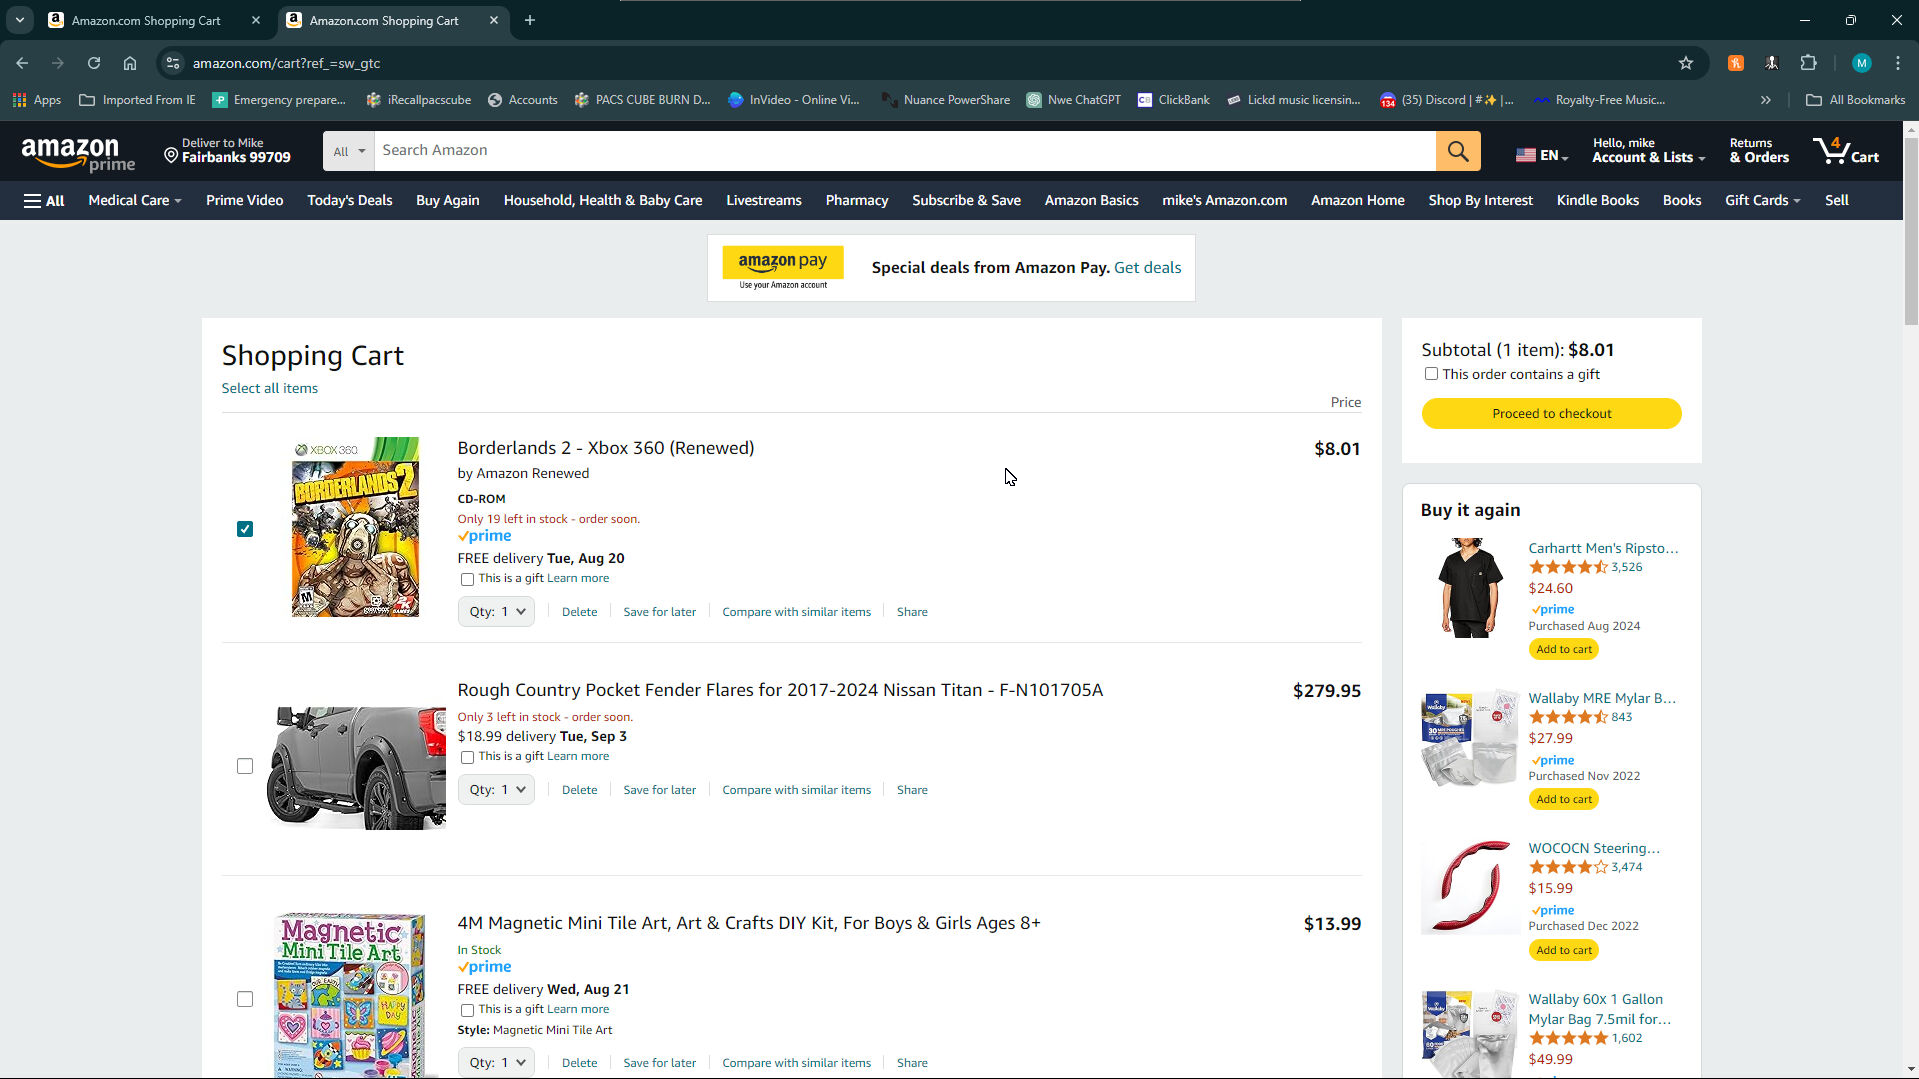 Amazon.com Shopping Cart
Amazon.com Shopping Cart
amazon.com/cart?ref_=sw_gtc
M
Apps
Imported From IE
Emergency prepare...
iRecallpacscube
Accounts
PACS CUBE BURN D...
InVideo - Online Vi...
Nuance PowerShare
Nwe ChatGPT
ClickBank
Lickd music licensin...
(35) Discord | #✨ |...
Royalty-Free Music...
All Bookmarks
amazon prime
Deliver to Mike
Fairbanks 99709
All
Search Amazon
EN
Hello, mike
Account & Lists
Returns
& Orders
4
Cart
All
Medical Care
Prime Video
Today's Deals
Buy Again
Household, Health & Baby Care
Livestreams
Pharmacy
Subscribe & Save
Amazon Basics
mike's Amazon.com
Amazon Home
Shop By Interest
Kindle Books
Books
Gift Cards
Sell
amazon pay
Use your Amazon account
Special deals from Amazon Pay. Get deals
Shopping Cart
Select all items
Price
XBOX 360
BORDERLANDS 2
Borderlands 2 - Xbox 360 (Renewed)
$8.01
by Amazon Renewed
CD-ROM
Only 19 left in stock - order soon.
prime
FREE delivery Tue, Aug 20
This is a gift Learn more
Qty: 1
Delete
Save for later
Compare with similar items
Share
Rough Country Pocket Fender Flares for 2017-2024 Nissan Titan - F-N101705A
$279.95
Only 3 left in stock - order soon.
$18.99 delivery Tue, Sep 3
This is a gift Learn more
Qty: 1
Delete
Save for later
Compare with similar items
Share
Magnetic
Mini Tile Art
HAPPY
DAY
4M Magnetic Mini Tile Art, Art & Crafts DIY Kit, For Boys & Girls Ages 8+
$13.99
In Stock
prime
FREE delivery Wed, Aug 21
This is a gift Learn more
Style: Magnetic Mini Tile Art
Qty: 1
Delete
Save for later
Compare with similar items
Share
Subtotal (1 item): $8.01
This order contains a gift
Proceed to checkout
Buy it again
Carhartt Men's Ripsto...
3,526
$24.60
prime
Purchased Aug 2024
Add to cart
Wallaby MRE Mylar B...
843
$27.99
prime
Purchased Nov 2022
Add to cart
WOCOCN Steering...
3,474
$15.99
prime
Purchased Dec 2022
Add to cart
Wallaby 60x 1 Gallon
Mylar Bag 7.5mil for...
1,602
$49.99